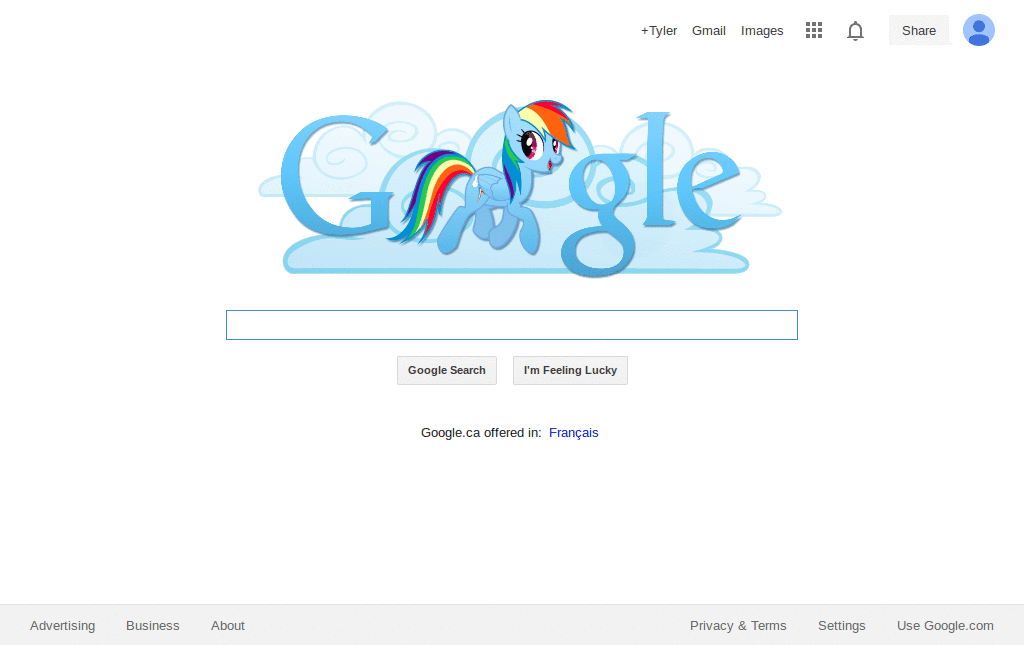 +Tyler Gmail Images Share
Google
Google Search I'm Feeling Lucky
Google.ca offered in: Français
Advertising Business About Privacy & Terms Settings Use Google.com